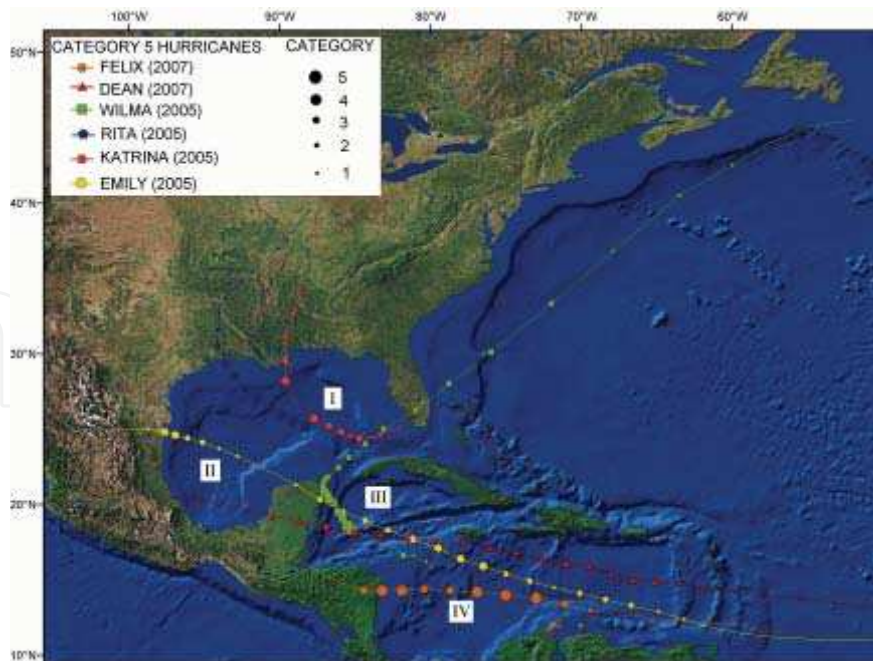 100°W 90°W 80°W 70°W 60°W
50°N
CATEGORY 5 HURRICANES
FELIX (2007)
DEAN (2007)
WILMA (2005)
RITA (2005)
KATRINA (2005)
EMILY (2005)
CATEGORY
5
4
3
2
1
40°N
30°N
I
II
20°N
III
IV
10°N